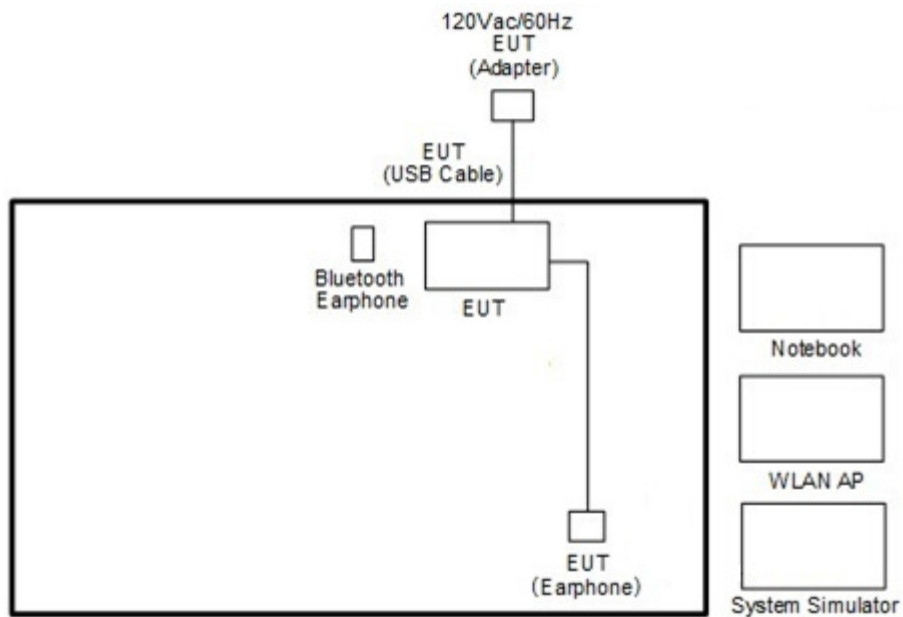 120Vac/60Hz
EUT
(Adapter)
EUT
(USB Cable)
Bluetooth
Earphone
EUT
Notebook
WLAN AP
EUT
(Earphone)
System Simulator